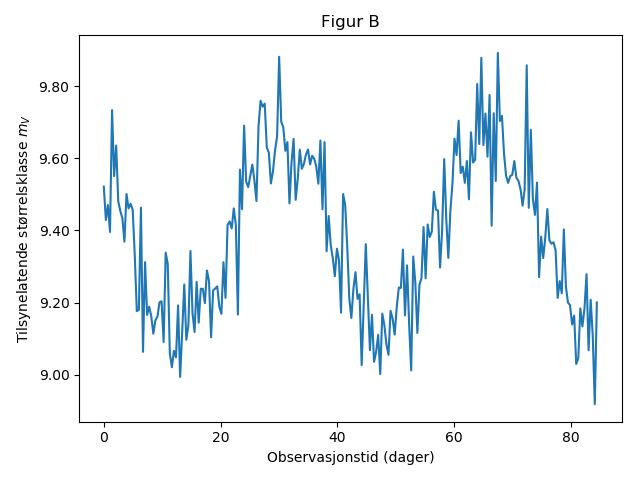 Figur B
Tilsynelatende størrelsklasse $m_V$
9.80
9.60
9.40
9.20
9.00
0 20 40 60 80
Observasjonstid (dager)